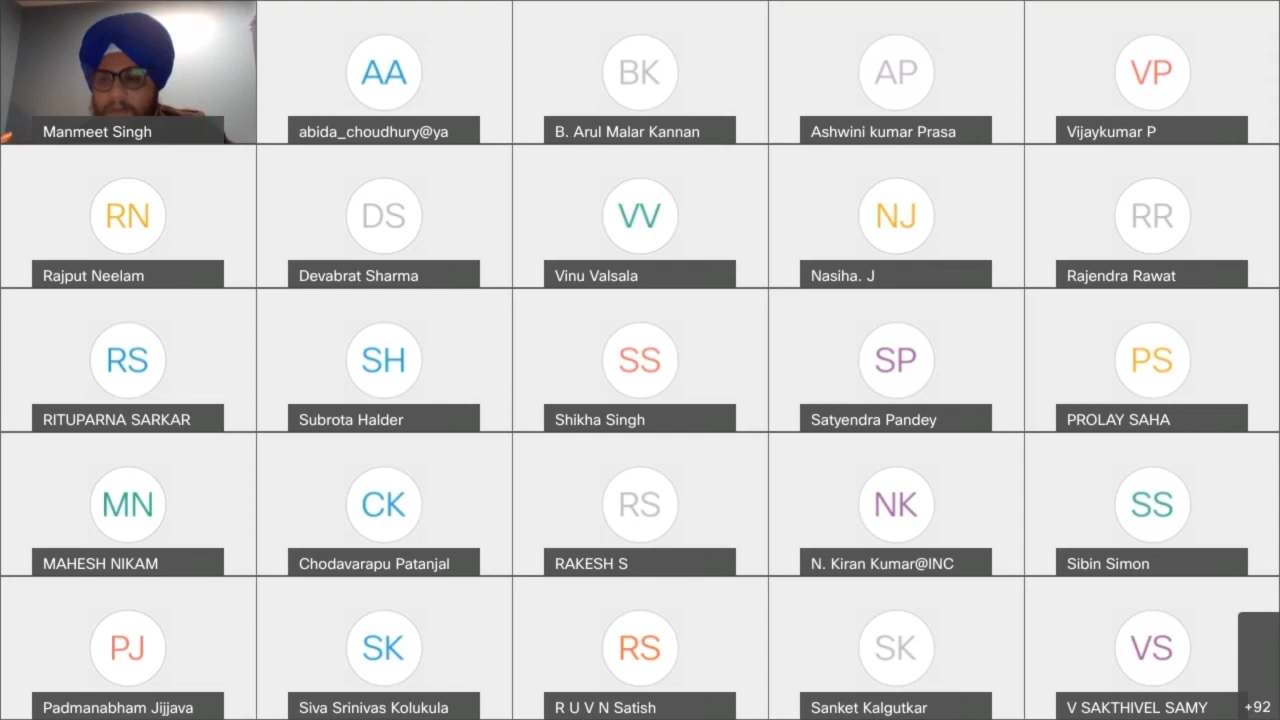 Manmeet Singh
AA
abida_choudhury@ya
BK
B. Arul Malar Kannan
AP
Ashwini kumar Prasa
VP
Vijaykumar P
RN
Rajput Neelam
DS
Devabrat Sharma
VV
Vinu Valsala
NJ
Nasiha. J
RR
Rajendra Rawat
RS
RITUPARNA SARKAR
SH
Subrota Halder
SS
Shikha Singh
SP
Satyendra Pandey
PS
PROLAY SAHA
MN
MAHESH NIKAM
CK
Chodavarapu Patanjal
RS
RAKESH S
NK
N. Kiran Kumar@INC
SS
Sibin Simon
PJ
Padmanabham Jijjava
SK
Siva Srinivas Kolukula
RS
R U V N Satish
SK
Sanket Kalgutkar
VS
V SAKTHIVEL SAMY
+92